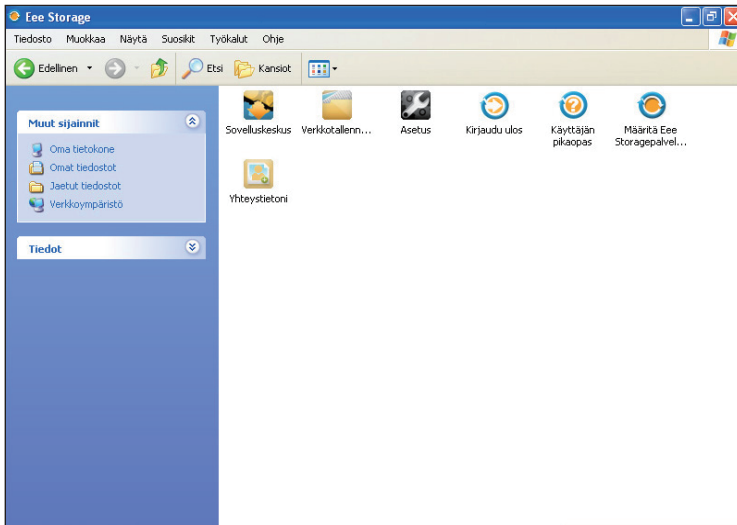 Eee Storage
Tiedosto Muokkaa Näytä Suosikit Työkalut Ohje
Edellinen Etsi Kansiot
Muut sijainnit
Oma tietokone
Omat tiedostot
Jaetut tiedostot
Verkkoympäristö
Tiedot
Sovelluskeskus Verkkotallenn... Asetus Kirjaudu ulos Käyttäjän pikaopas Määritä Eee Storagepalvel...
Yhteystietoni